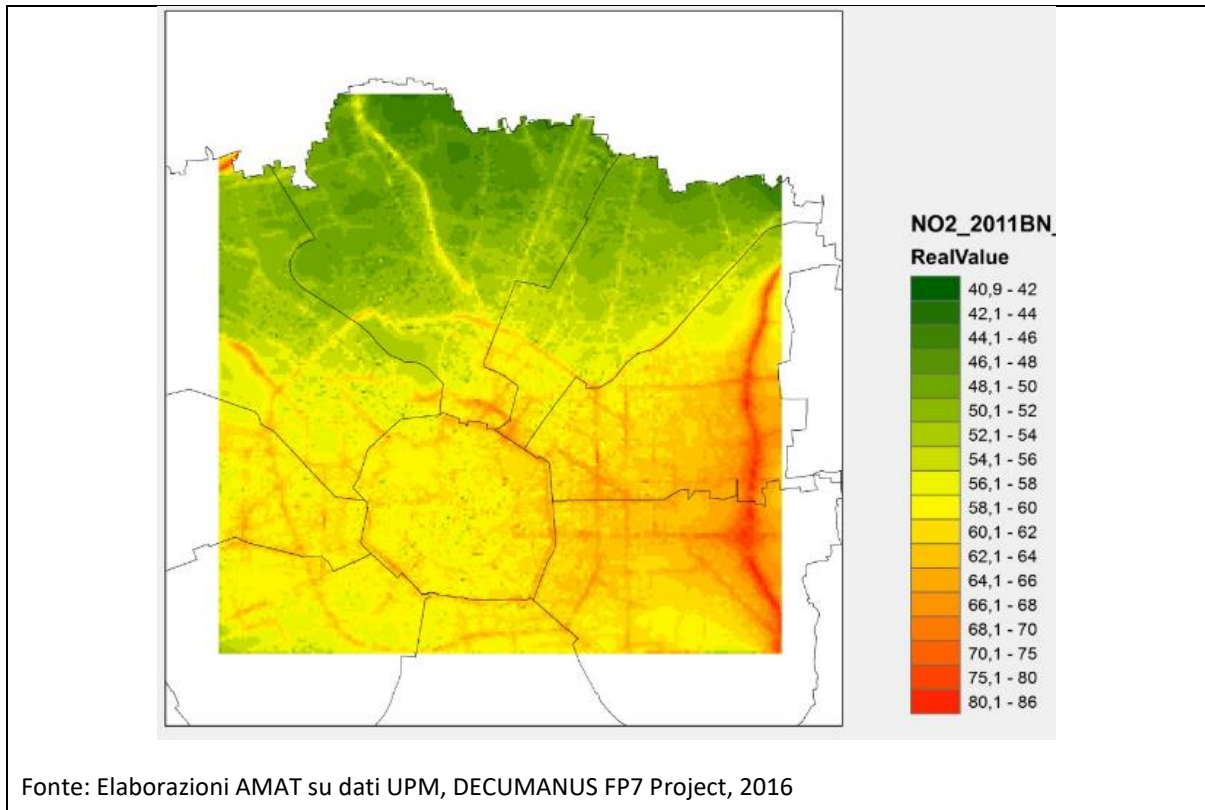 NO2_2011BN_
RealValue
40,9 - 42
42,1 - 44
44,1 - 46
46,1 - 48
48,1 - 50
50,1 - 52
52,1 - 54
54,1 - 56
56,1 - 58
58,1 - 60
60,1 - 62
62,1 - 64
64,1 - 66
66,1 - 68
68,1 - 70
70,1 - 75
75,1 - 80
80,1 - 86
Fonte: Elaborazioni AMAT su dati UPM, DECUMANUS FP7 Project, 2016